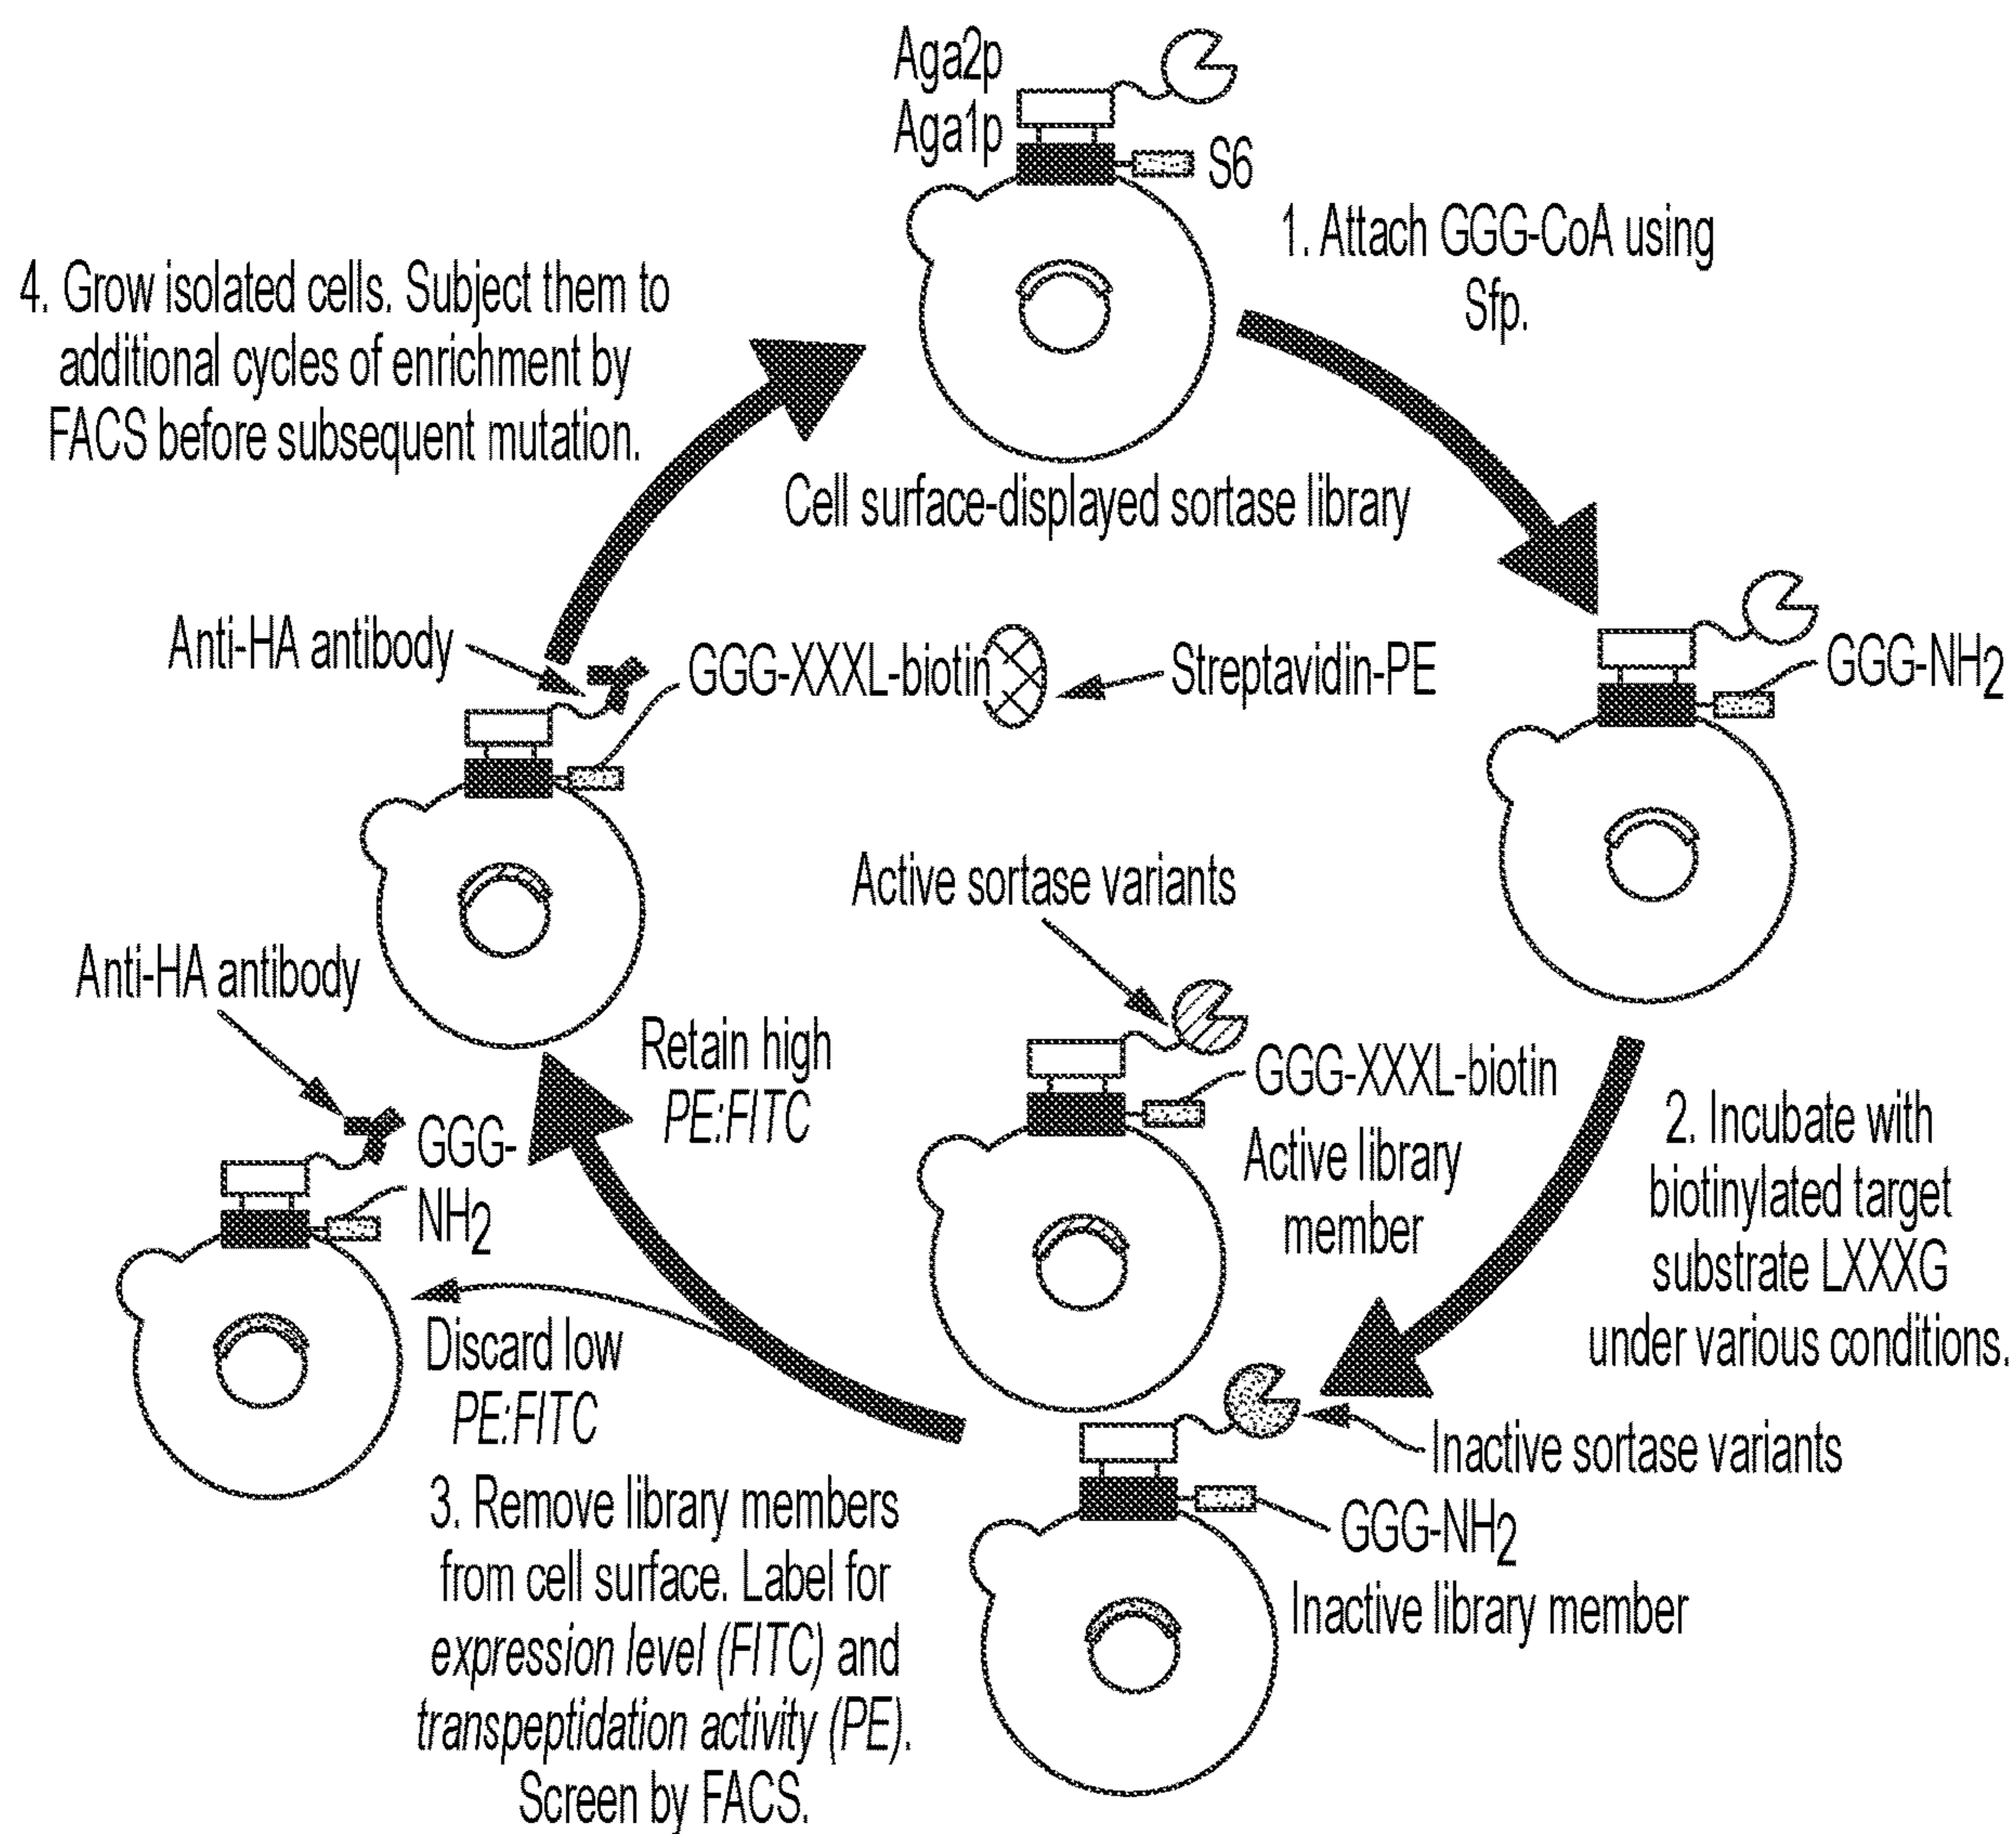 Aga2p
Aga1p
S6
1. Attach GGG-CoA using
Sfp.
4. Grow isolated cells. Subject them to
additional cycles of enrichment by
FACS before subsequent mutation.
Cell surface-displayed sortase library
Anti-HA antibody
GGG-XXXL-biotin
Streptavidin-PE
GGG-NH2
Active sortase variants
Anti-HA antibody
Retain high
PE:FITC
GGG-XXXL-biotin
Active library
member
2. Incubate with
biotinylated target
substrate LXXXG
under various conditions.
GGG-
NH2
Discard low
PE:FITC
Inactive sortase variants
3. Remove library members
from cell surface. Label for
expression level (FITC) and
transpeptidation activity (PE).
Screen by FACS.
GGG-NH2
Inactive library member